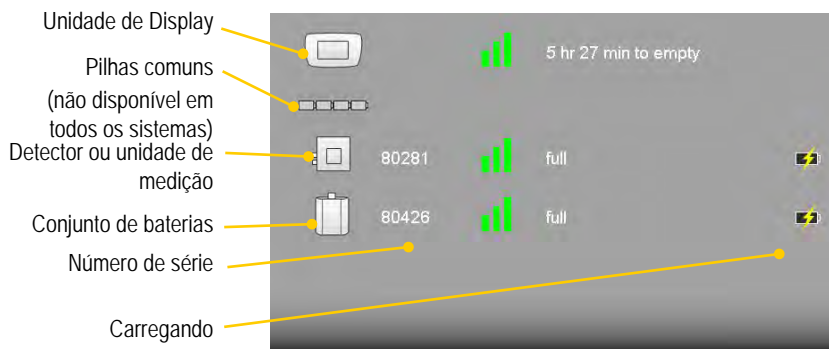 Unidade de Display
Pilhas comuns
(não disponível em
todos os sistemas)
Detector ou unidade de
medição
Conjunto de baterias
Número de série
Carregando
5 hr 27 min to empty
80281 full
80426 full